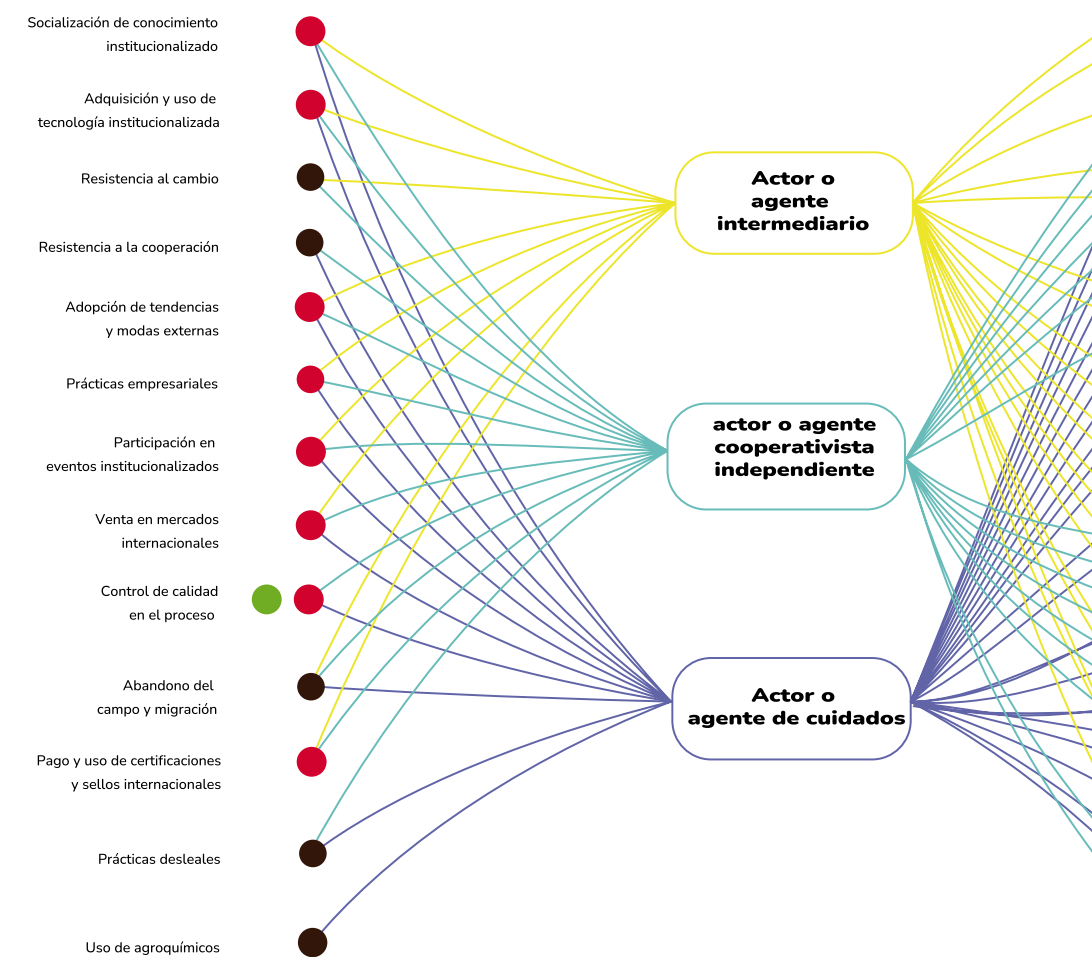 Socialización de conocimiento
institucionalizado
Adquisición y uso de
tecnología institucionalizada
Resistencia al cambio
Resistencia a la cooperación
Adopción de tendencias
y modas externas
Prácticas empresariales
Participación en
eventos institucionalizados
Venta en mercados
internacionales
Control de calidad
en el proceso
Abandono del
campo y migración
Pago y uso de certificaciones
y sellos internacionales
Prácticas desleales
Uso de agroquímicos
Actor o
agente
intermediario
actor o agente
cooperativista
independiente
Actor o
agente de cuidados